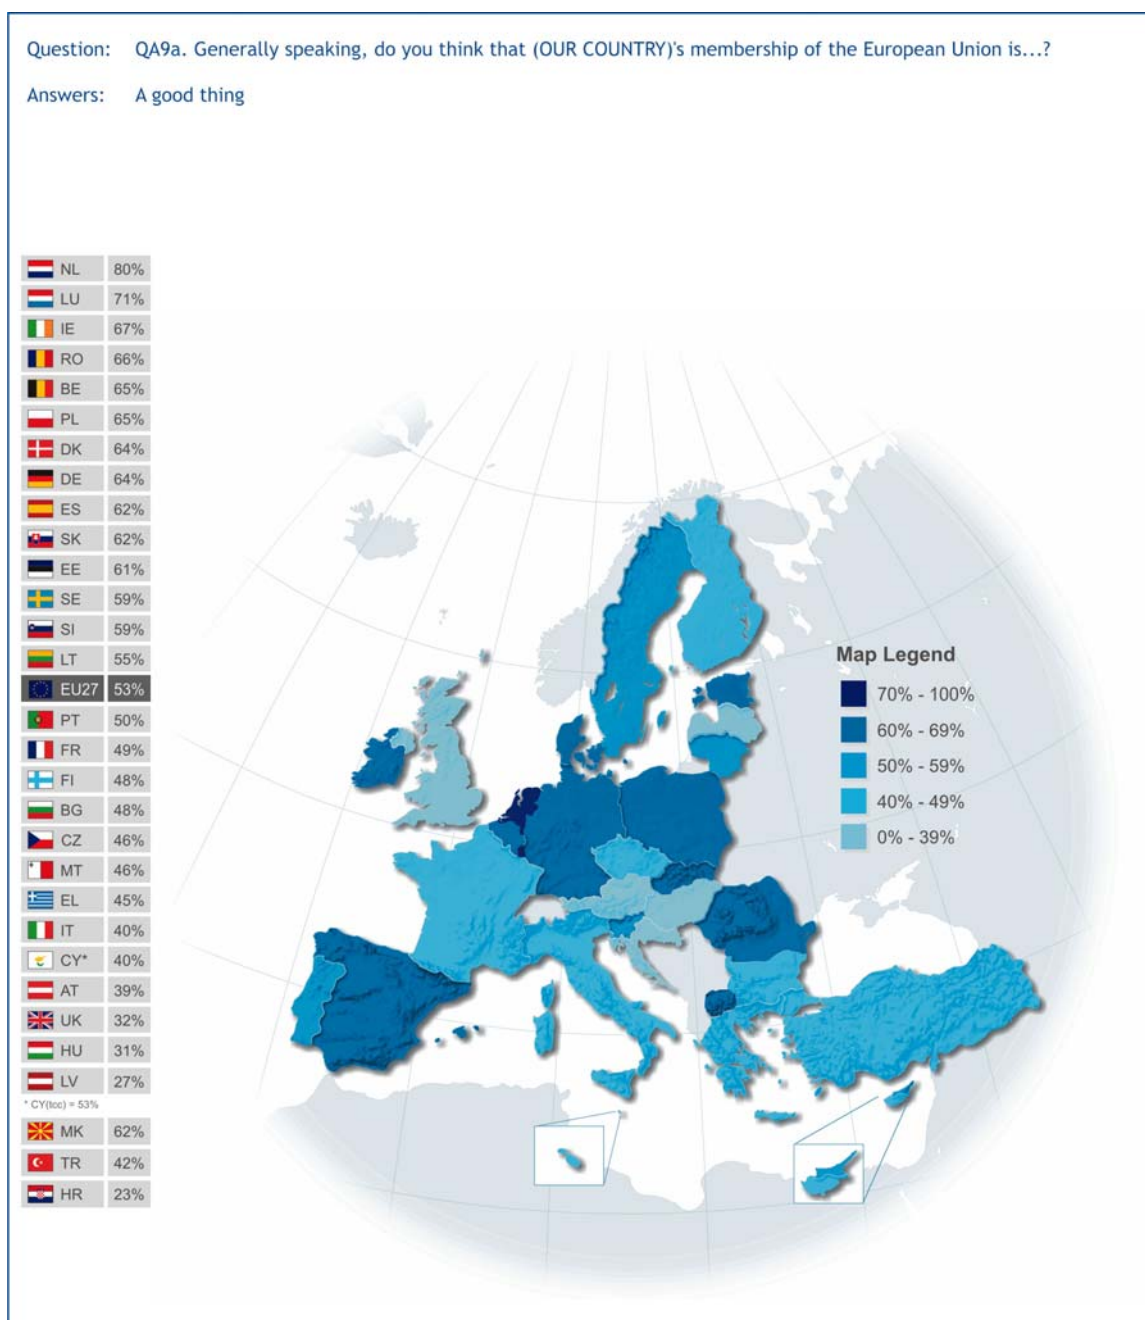 Question: QA9a. Generally speaking, do you think that (OUR COUNTRY)'s membership of the European Union is...?
Answers: A good thing
NL 80%
LU 71%
IE 67%
RO 66%
BE 65%
PL 65%
DK 64%
DE 64%
ES 62%
SK 62%
EE 61%
SE 59%
SI 59%
LT 55%
EU27 53%
PT 50%
FR 49%
FI 48%
BG 48%
CZ 46%
MT 46%
EL 45%
IT 40%
CY* 40%
AT 39%
UK 32%
HU 31%
LV 27%
* CY(tcc) = 53%
MK 62%
TR 42%
HR 23%
Map Legend
70% - 100%
60% - 69%
50% - 59%
40% - 49%
0% - 39%